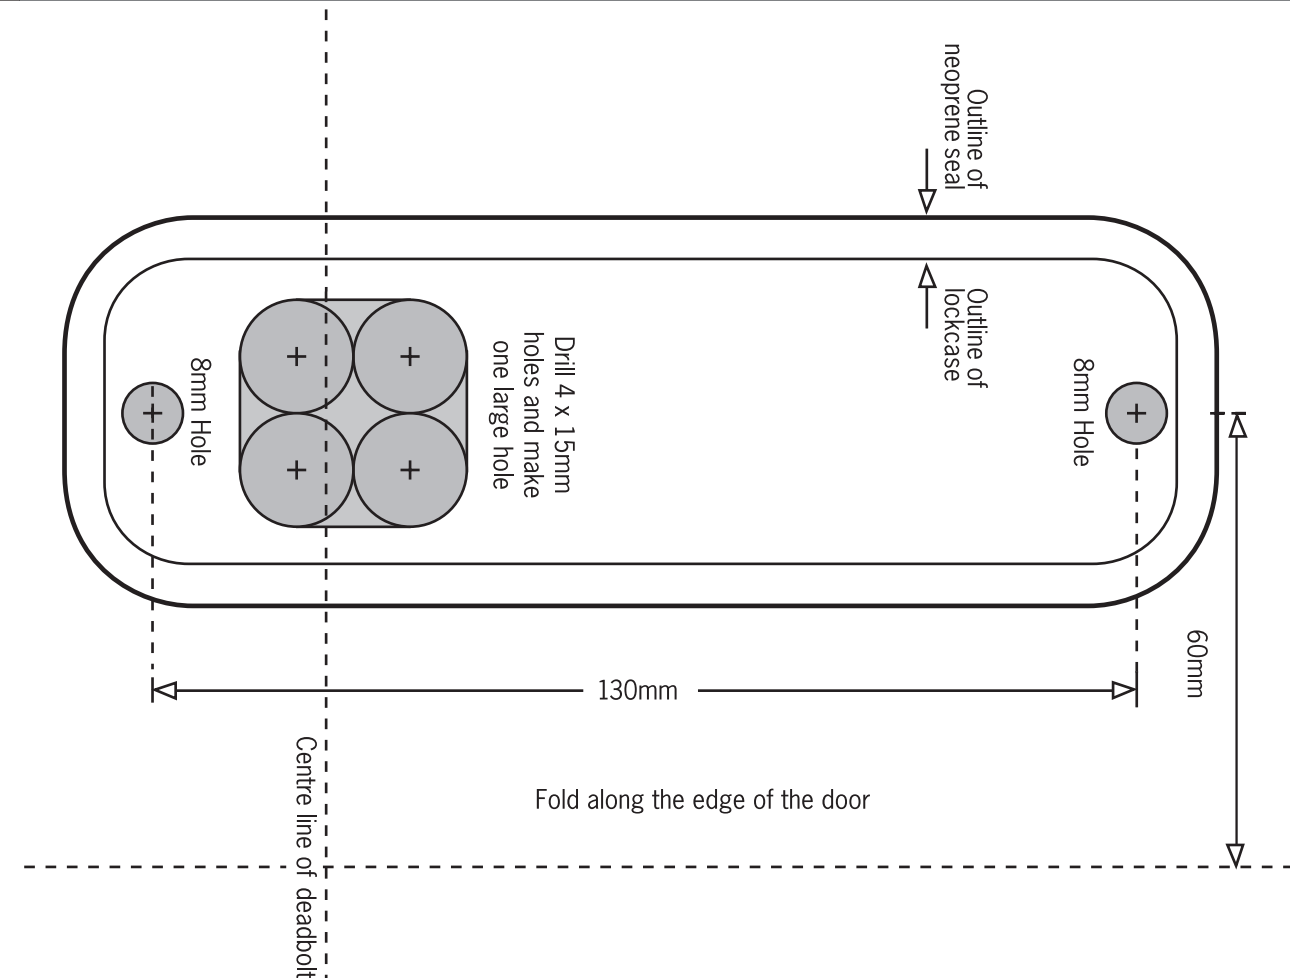 Outline of
neoprene seal
Outline of
lockcase
8mm Hole
Drill 4 x 15mm
holes and make
one large hole
8mm Hole
60mm
130mm
Fold along the edge of the door
Centre line of deadbolt